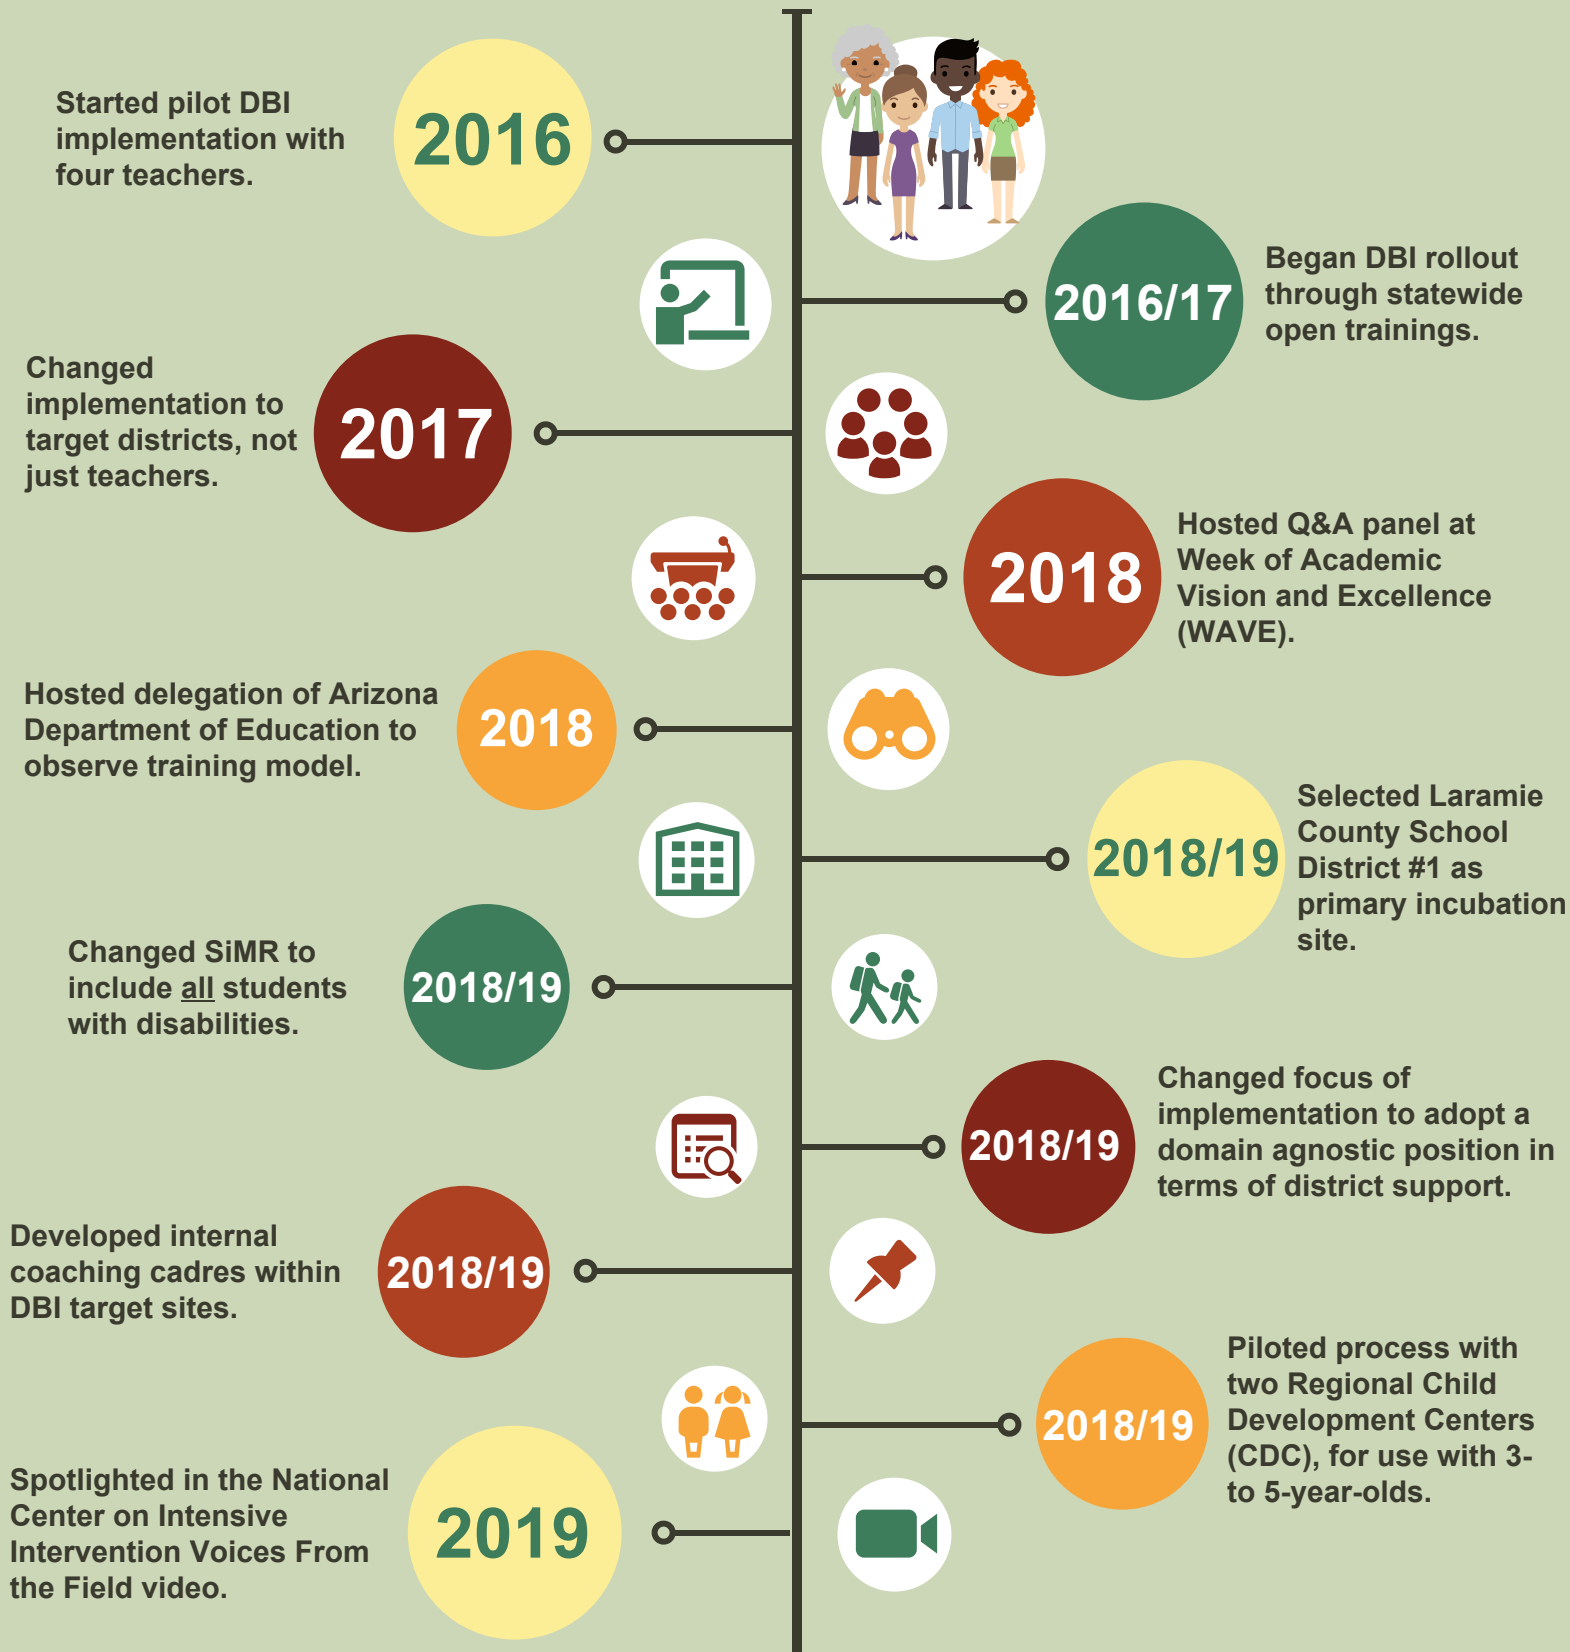 Started pilot DBI
implementation with
four teachers.
2016
2016/17
Began DBI rollout
through statewide
open trainings.
Changed
implementation to
target districts, not
just teachers.
2017
2018
Hosted Q&A panel at
Week of Academic
Vision and Excellence
(WAVE).
Hosted delegation of Arizona
Department of Education to
observe training model.
2018
2018/19
Selected Laramie
County School
District #1 as
primary incubation
site.
Changed SiMR to
include all students
with disabilities.
2018/19
2018/19
Changed focus of
implementation to adopt a
domain agnostic position in
terms of district support.
Developed internal
coaching cadres within
DBI target sites.
2018/19
2018/19
Piloted process with
two Regional Child
Development Centers
(CDC), for use with 3-
to 5-year-olds.
Spotlighted in the National
Center on Intensive
Intervention Voices From
the Field video.
2019